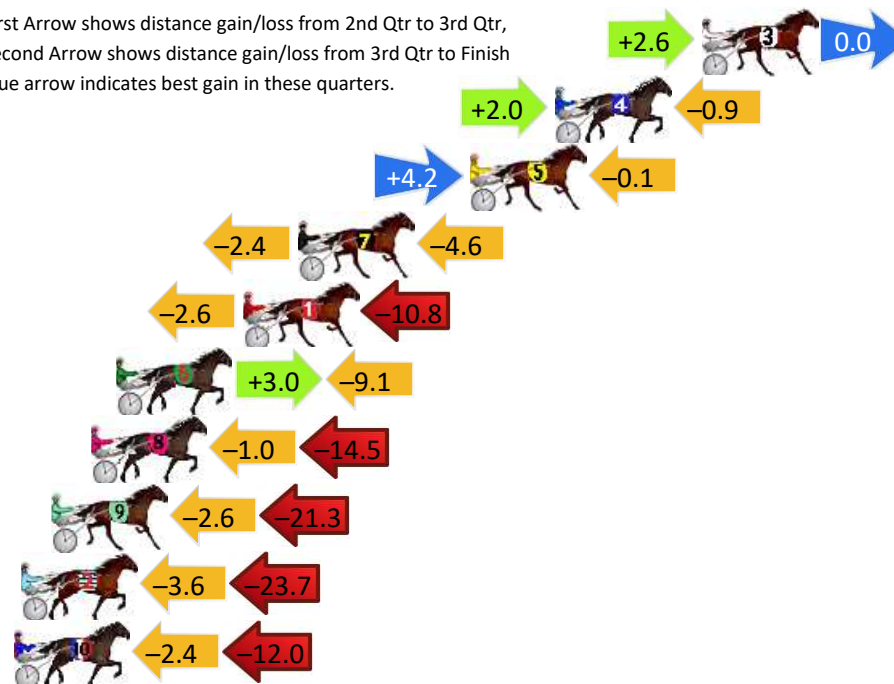 rst Arrow shows distance gain/loss from 2nd Qtr to 3rd Qtr,
econd Arrow shows distance gain/loss from 3rd Qtr to Finish
ue arrow indicates best gain in these quarters.
+2.6 3 0.0
+2.0 4 –0.9
+4.2 5 –0.1
–2.4 7 –4.6
–2.6 1 –10.8
6 +3.0 –9.1
8 –1.0 –14.5
9 –2.6 –21.3
2 –3.6 –23.7
10 –2.4 –12.0